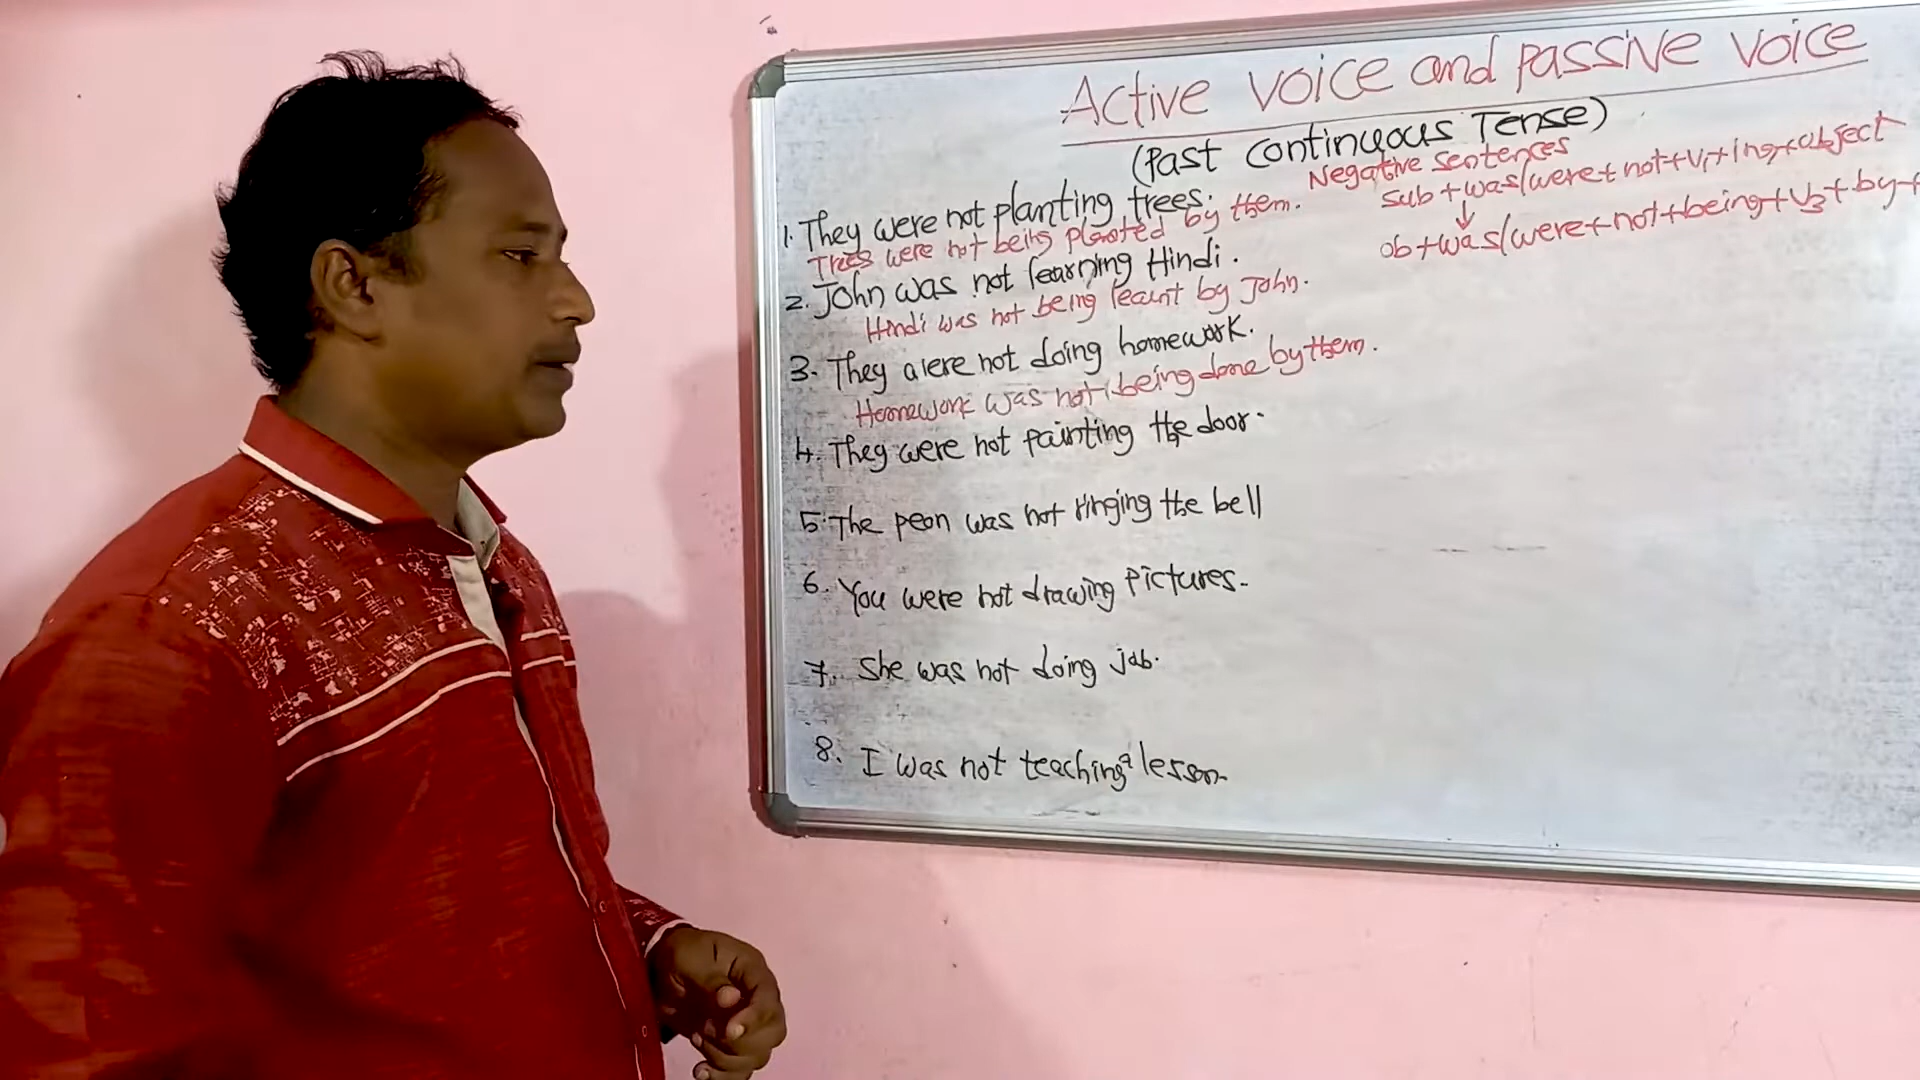 Active voice and passive voice
(Past continuous Tense)
Negative sentences
Sub+was/were+not+V1+ing+object
ob+was/were+not+being+V3+by+
1. They were not planting trees.
Trees were not being planted by them.
2. John was not learning Hindi.
Hindi was not being learnt by John.
3. They were not doing homework.
Homework was not being done by them.
4. They were not painting the door.
5. The peon was not ringing the bell
6. You were not drawing pictures.
7. She was not doing job.
8. I was not teaching a lesson.